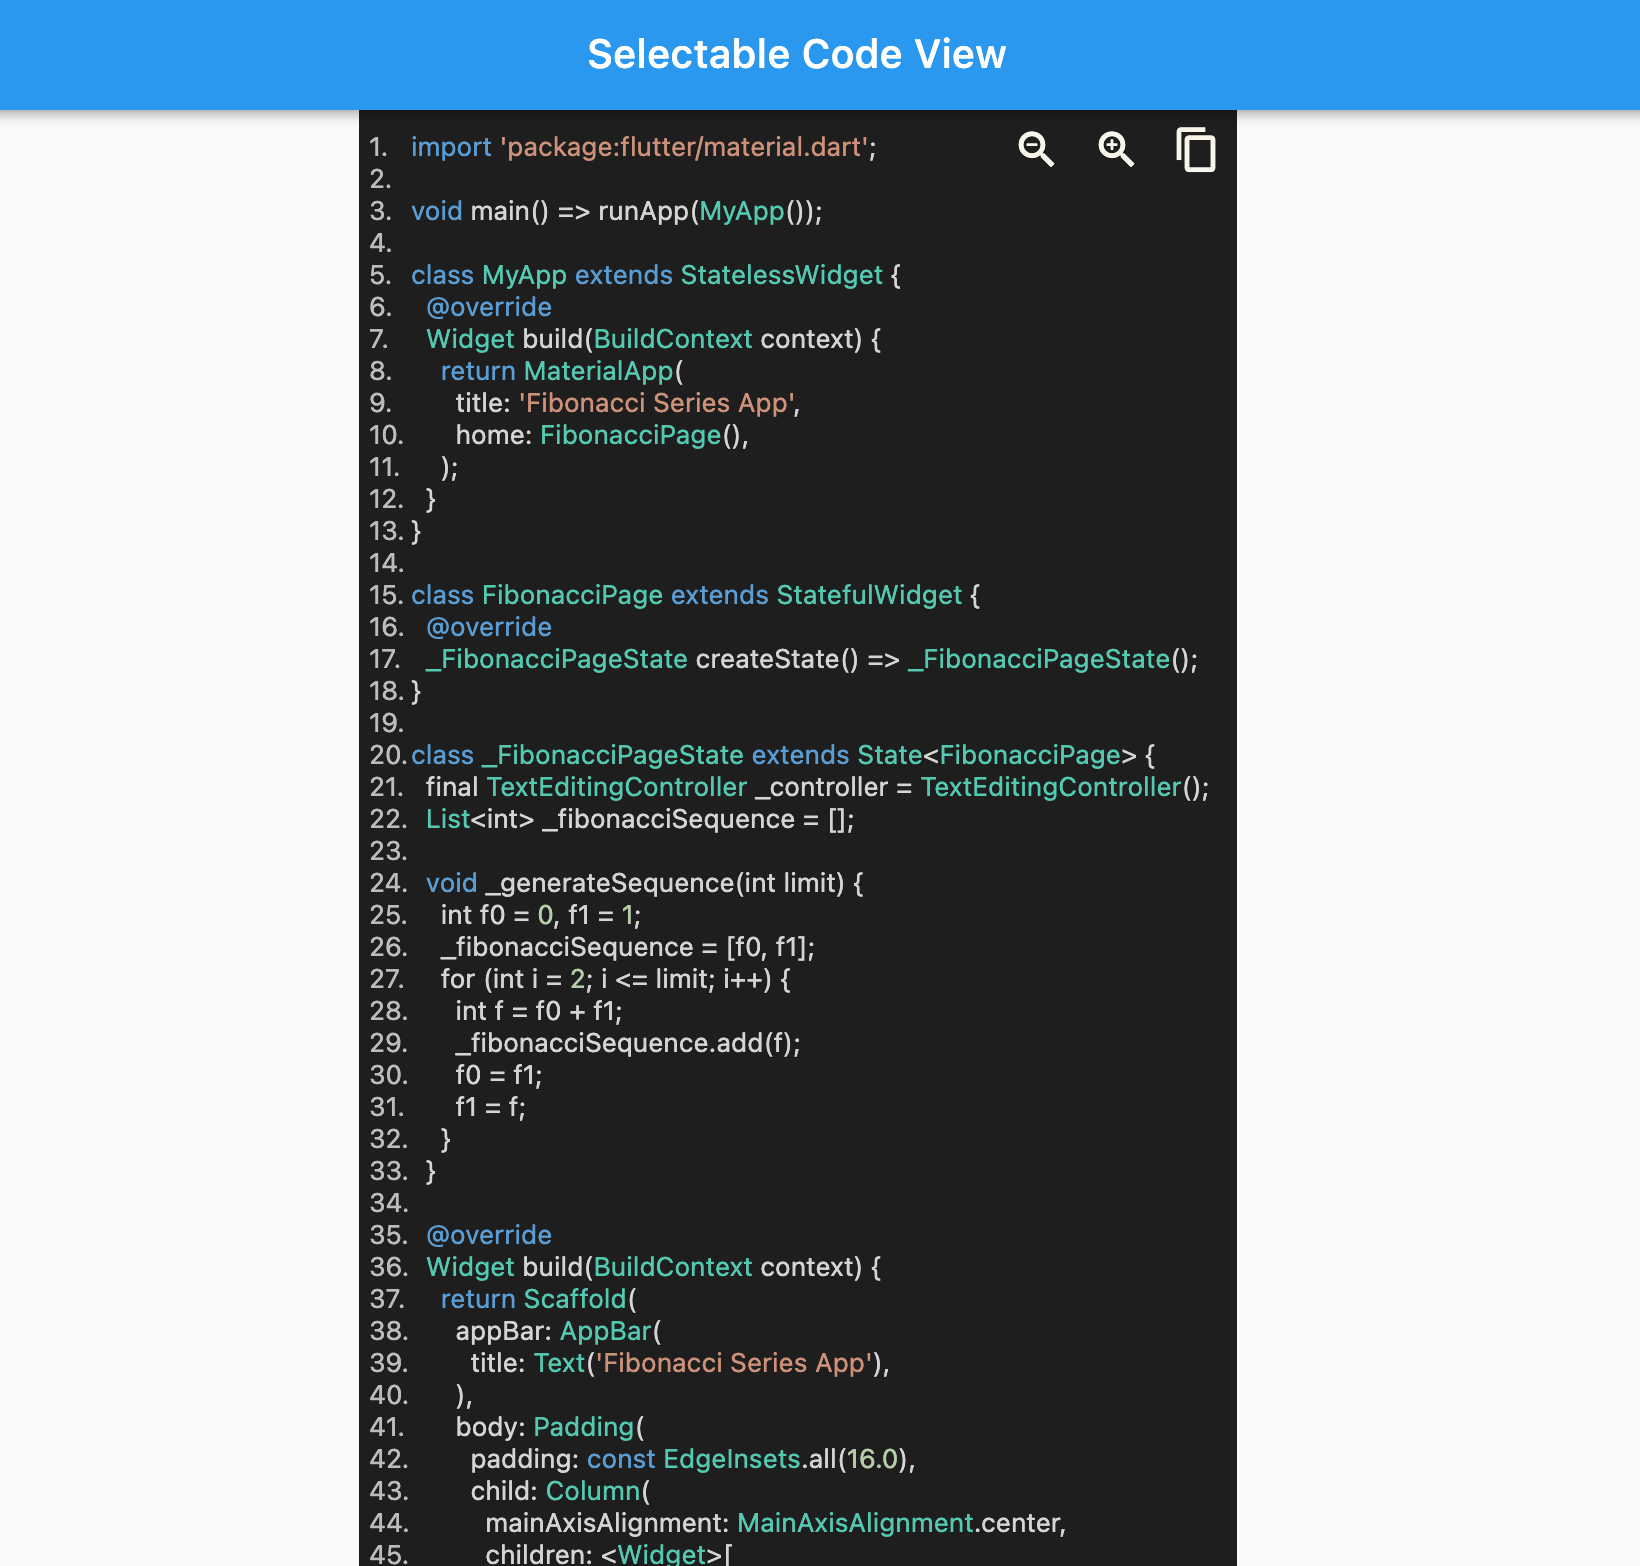 Selectable Code View
1. import 'package:flutter/material.dart';
2.
3. void main() => runApp(MyApp());
4.
5. class MyApp extends StatelessWidget {
6.   @override
7.   Widget build(BuildContext context) {
8.     return MaterialApp(
9.       title: 'Fibonacci Series App',
10.       home: FibonacciPage(),
11.     );
12.   }
13. }
14.
15. class FibonacciPage extends StatefulWidget {
16.   @override
17.   _FibonacciPageState createState() => _FibonacciPageState();
18. }
19.
20. class _FibonacciPageState extends State<FibonacciPage> {
21.   final TextEditingController _controller = TextEditingController();
22.   List<int> _fibonacciSequence = [];
23.
24.   void _generateSequence(int limit) {
25.     int f0 = 0, f1 = 1;
26.     _fibonacciSequence = [f0, f1];
27.     for (int i = 2; i <= limit; i++) {
28.       int f = f0 + f1;
29.       _fibonacciSequence.add(f);
30.       f0 = f1;
31.       f1 = f;
32.     }
33.   }
34.
35.   @override
36.   Widget build(BuildContext context) {
37.     return Scaffold(
38.       appBar: AppBar(
39.         title: Text('Fibonacci Series App'),
40.       ),
41.       body: Padding(
42.         padding: const EdgeInsets.all(16.0),
43.         child: Column(
44.           mainAxisAlignment: MainAxisAlignment.center,
45.           children: <Widget>[